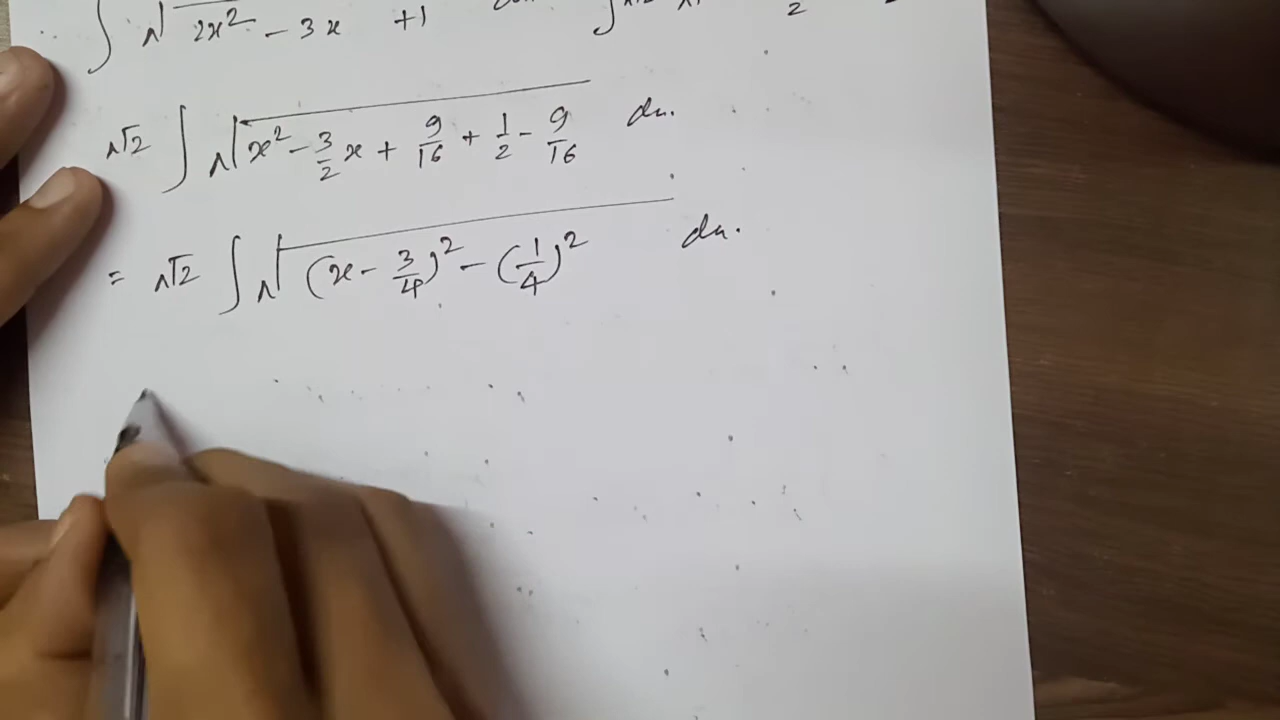 ∫ √(2x² - 3x + 1)
√2 ∫ √(x² - 3/2 x + 9/16 + 1/2 - 9/16) dx.
= √2 ∫ √((x - 3/4)² - (1/4)²) dx.